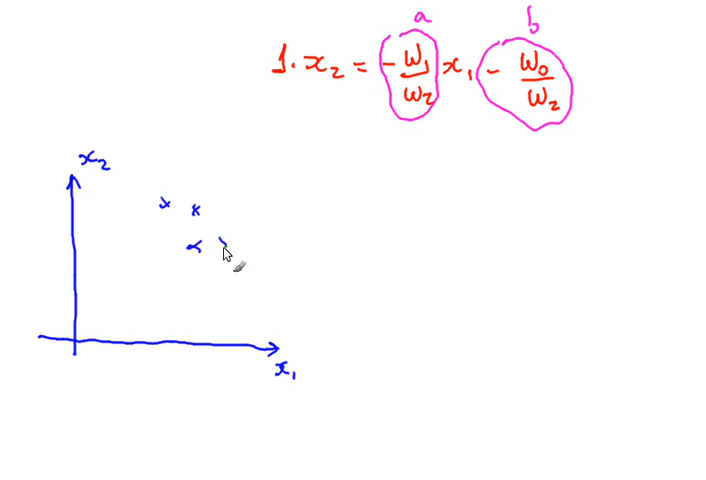 a b
1·x₂ = -w₁/w₂ x₁ - w₀/w₂
x₂
x₁